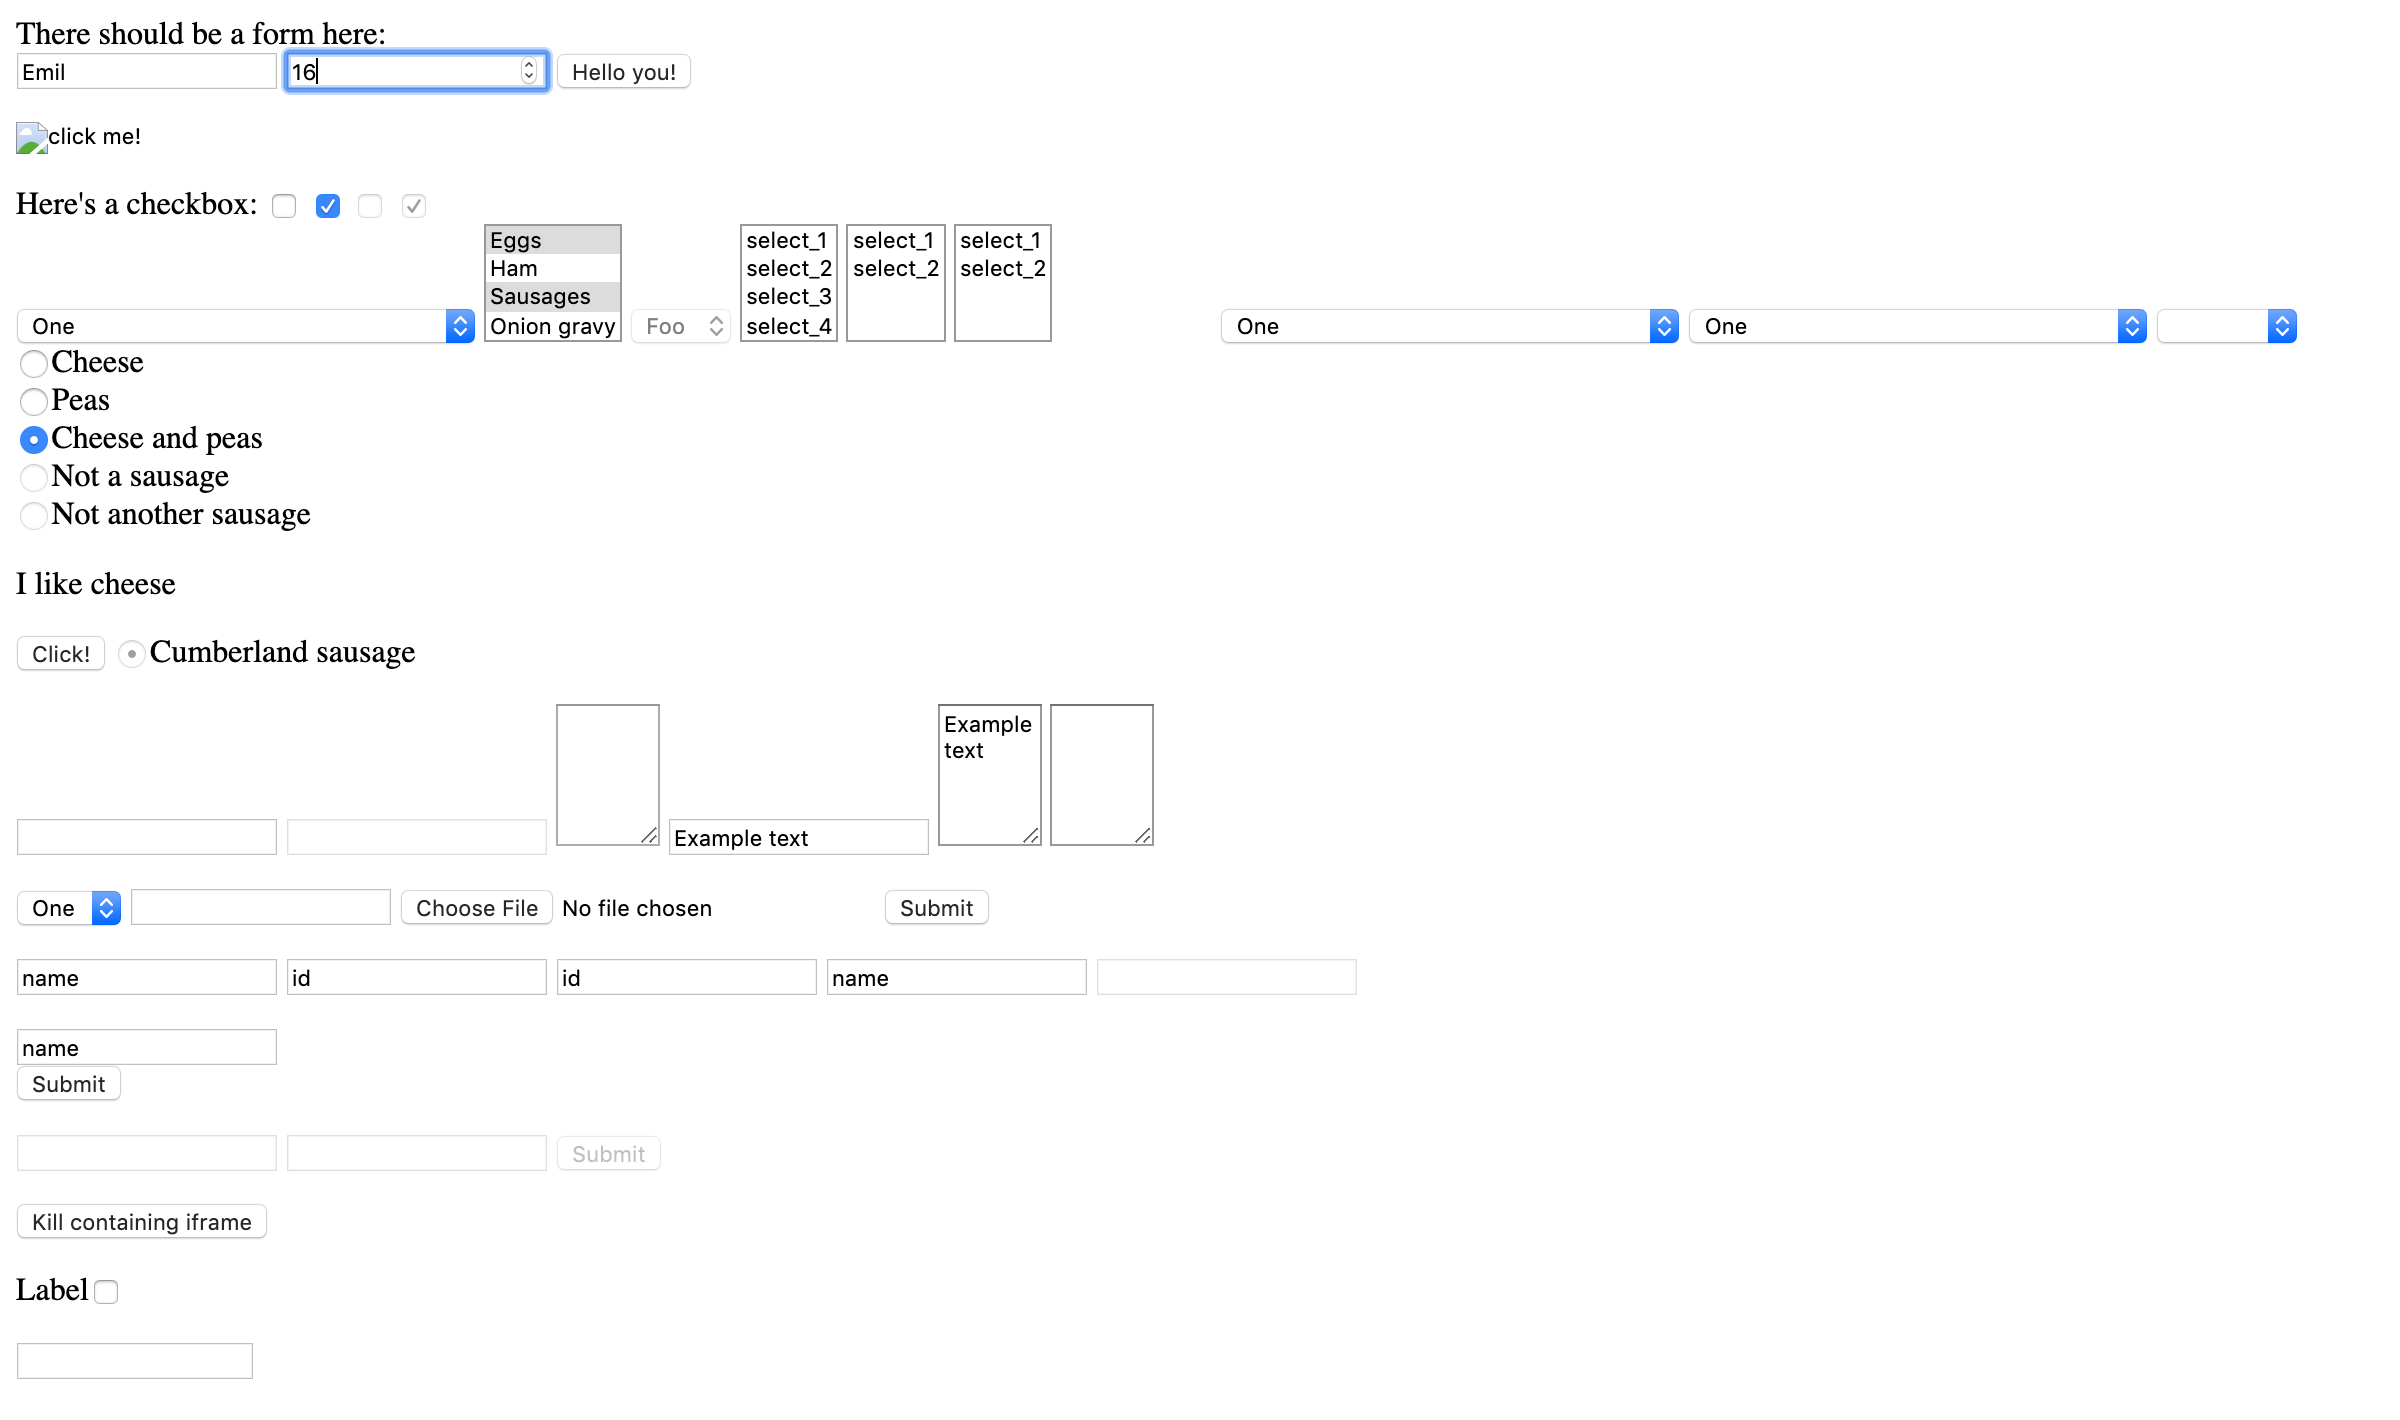 There should be a form here:
Emil 16 Hello you!
click me!
Here's a checkbox:
Eggs select_1 select_1 select_1
Ham select_2 select_2 select_2
Sausages select_3
One Onion gravy Foo select_4 One One
Cheese
Peas
Cheese and peas
Not a sausage
Not another sausage
I like cheese
Click! Cumberland sausage
Example
text
Example text
One Choose File No file chosen Submit
name id id name
name
Submit
Submit
Kill containing iframe
Label